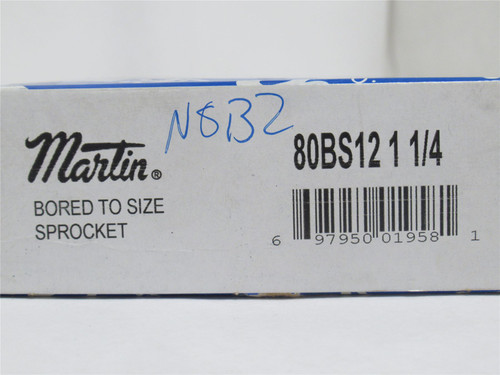 N8B2
Martin®
BORED TO SIZE
SPROCKET
80BS12 1 1/4
6 97950 01958 1